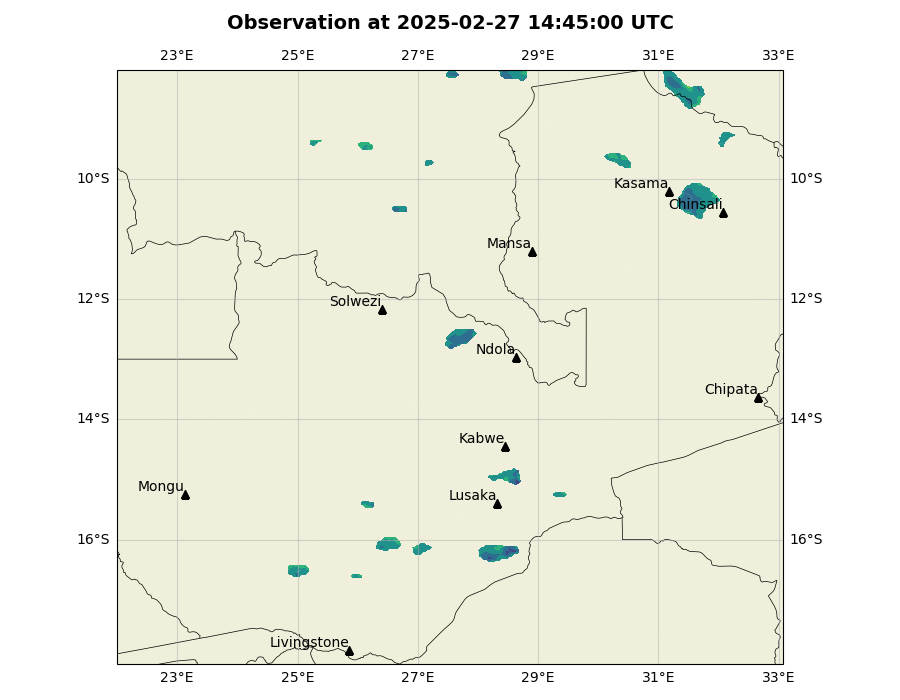 Observation at 2025-02-27 14:45:00 UTC
23°E 25°E 27°E 29°E 31°E 33°E
10°S 10°S
Kasama
Chinsali
Mansa
12°S 12°S
Solwezi
Ndola
Chipata
14°S 14°S
Kabwe
Mongu
Lusaka
16°S 16°S
Livingstone
23°E 25°E 27°E 29°E 31°E 33°E